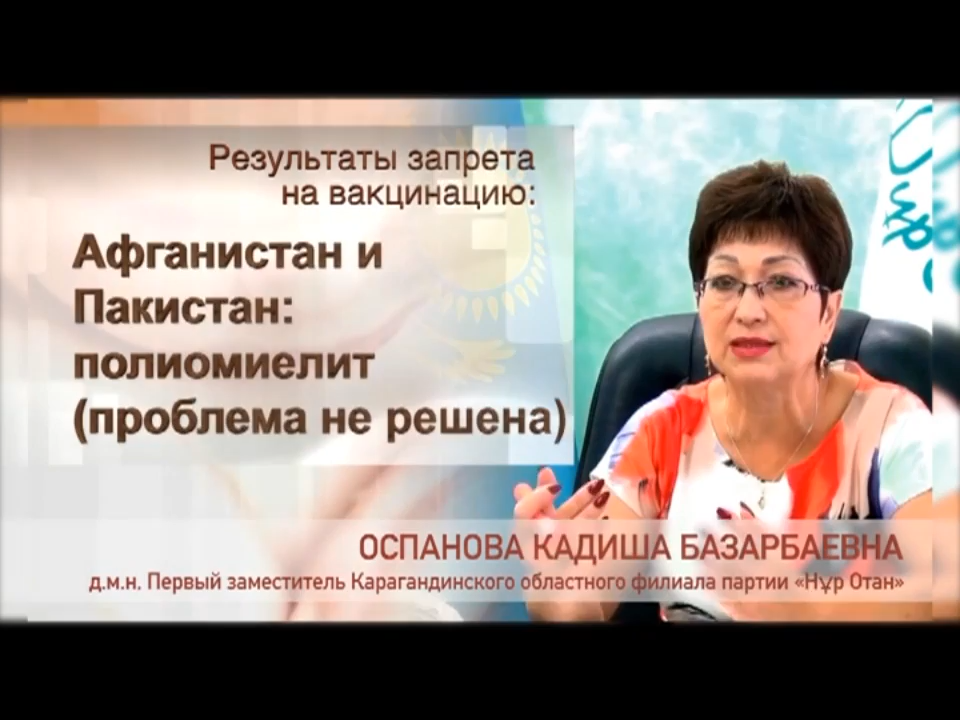 Результаты запрета
на вакцинацию:
Афганистан и
Пакистан:
полиомиелит
(проблема не решена)
ОСПАНОВА КАДИША БАЗАРБАЕВНА
д.м.н. Первый заместитель Карагандинского областного филиала партии «Нұр Отан»